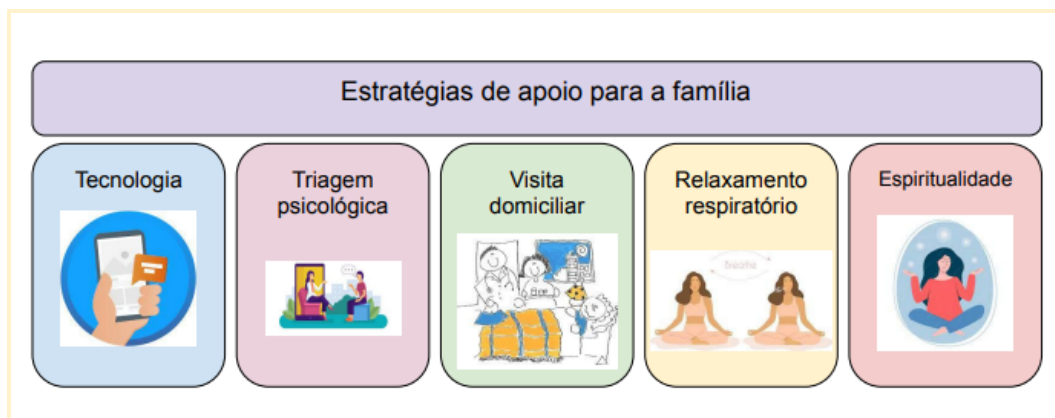 Estratégias de apoio para a família
Tecnologia
Triagem
psicológica
Visita
domiciliar
Relaxamento
respiratório
Espiritualidade